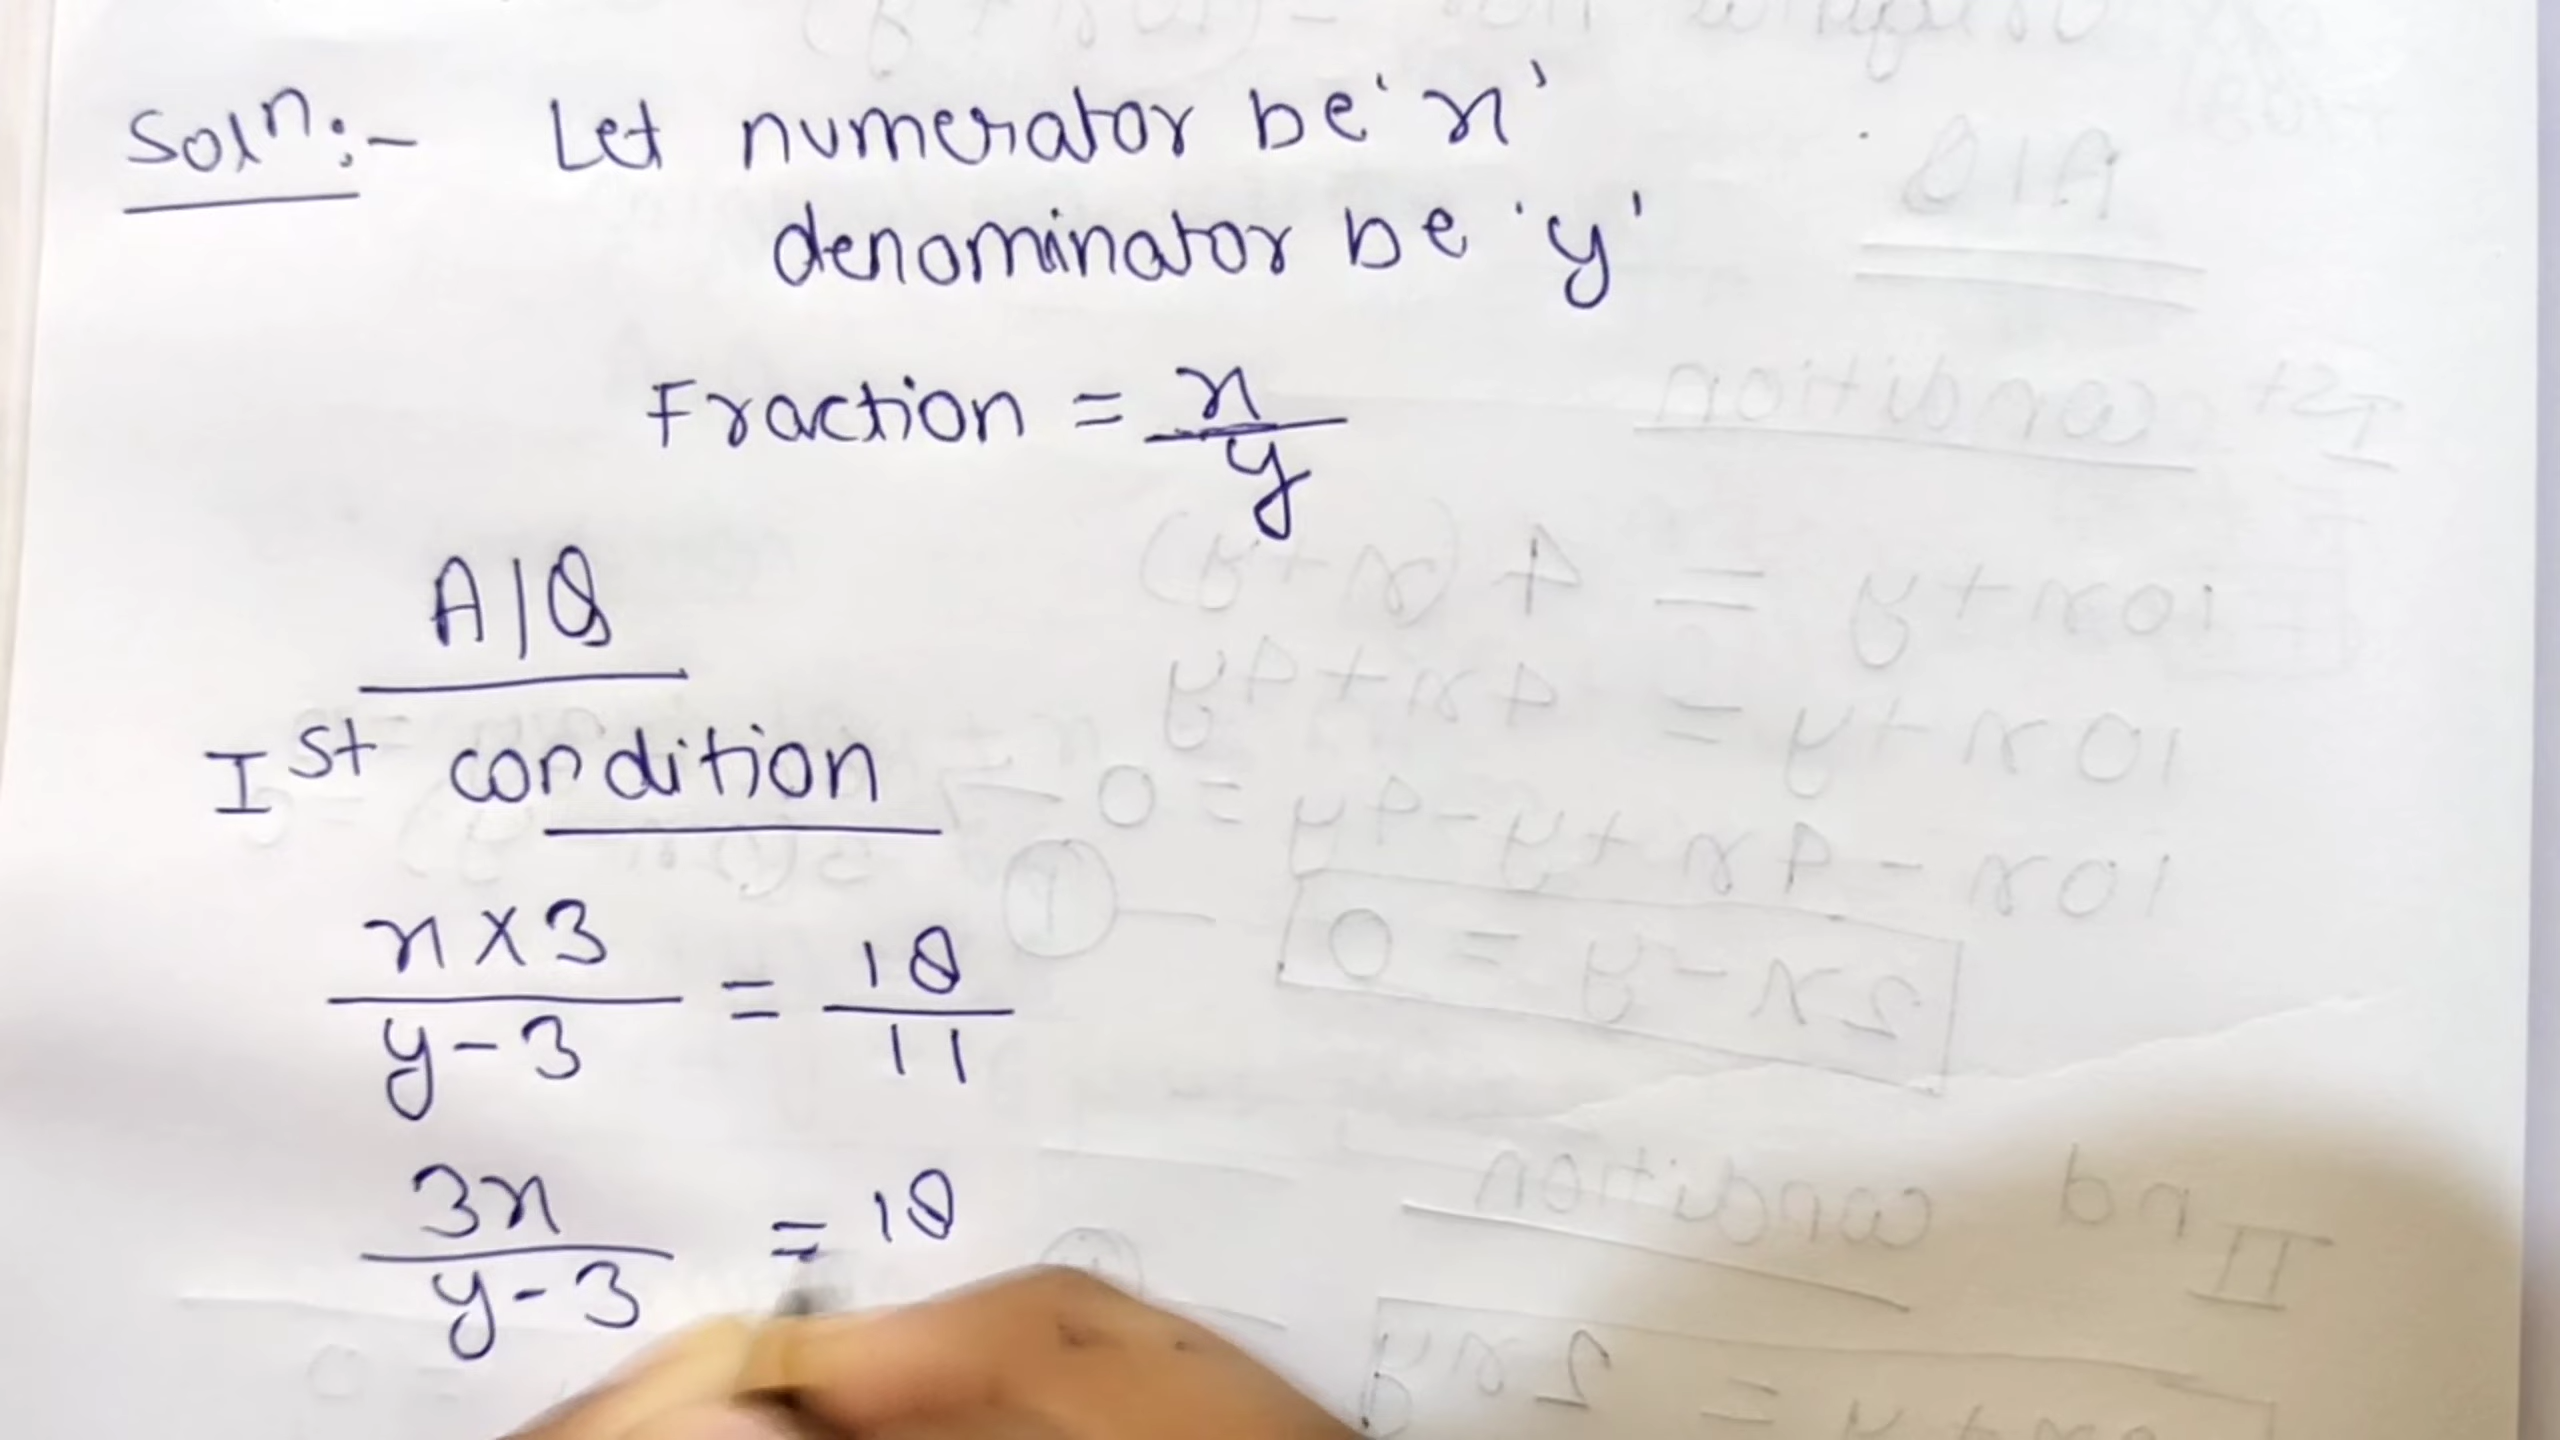 Solⁿ:- Let numerator be 'x'
denominator be 'y'
Fraction = x/y
A|Q
Iˢᵗ condition
x×3/y-3 = 18/11
3x/y-3 = 18